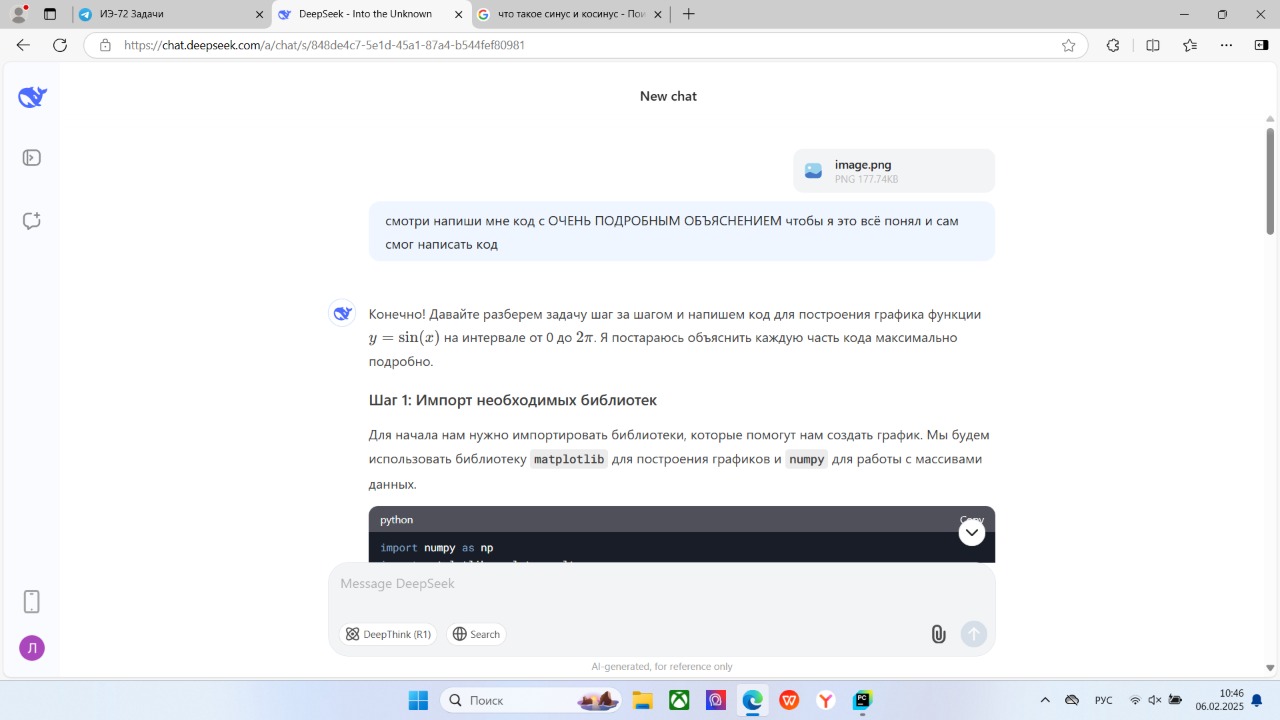 ИЭ-72 Задачи
DeepSeek - Into the Unknown
что такое синус и косинус - Пои
https://chat.deepseek.com/a/chat/s/848de4c7-5e1d-45a1-87a4-b544fef80981
New chat
image.png
PNG 177.74KB
смотри напиши мне код с ОЧЕНЬ ПОДРОБНЫМ ОБЪЯСНЕНИЕМ чтобы я это всё понял и сам
смог написать код
Конечно! Давайте разберем задачу шаг за шагом и напишем код для построения графика функции
y = sin(x) на интервале от 0 до 2π. Я постараюсь объяснить каждую часть кода максимально
подробно.
Шаг 1: Импорт необходимых библиотек
Для начала нам нужно импортировать библиотеки, которые помогут нам создать график. Мы будем
использовать библиотеку matplotlib для построения графиков и numpy для работы с массивами
данных.
python
Copy
import numpy as np
Message DeepSeek
DeepThink (R1)
Search
AI-generated, for reference only
Л
Поиск
PC
РУС
10:46
06.02.2025